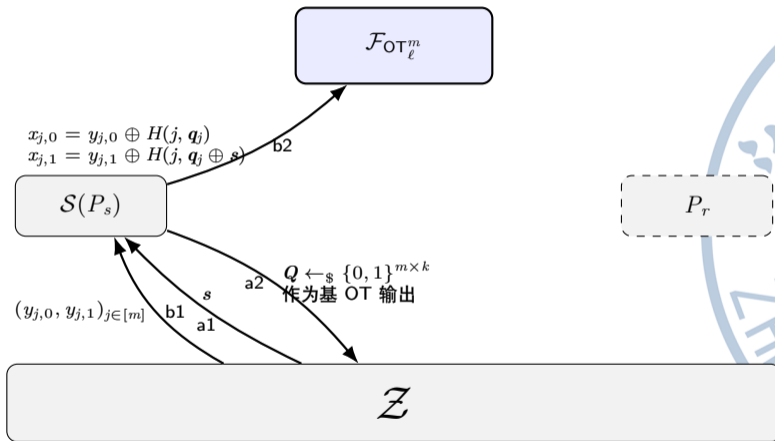 $\mathcal{F}_{\mathsf{OT}^m_\ell}$
$x_{j,0} = y_{j,0} \oplus H(j, \boldsymbol{q}_j)$
$x_{j,1} = y_{j,1} \oplus H(j, \boldsymbol{q}_j \oplus \boldsymbol{s})$
b2
$\mathcal{S}(P_s)$
$P_r$
$\boldsymbol{Q} \leftarrow_\$ \{0,1\}^{m \times k}$
作为基 OT 输出
a2
$\boldsymbol{s}$
$(y_{j,0}, y_{j,1})_{j \in [m]}$
b1
a1
$\mathcal{Z}$